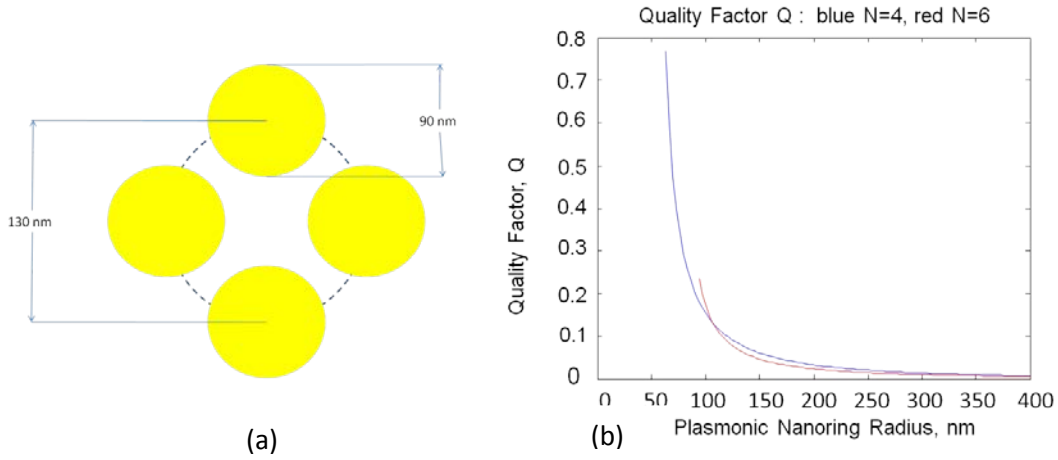 90 nm
130 nm
(a)
Quality Factor Q : blue N=4, red N=6
0.8
0.7
0.6
0.5
0.4
0.3
0.2
0.1
0
Quality Factor, Q
0 50 100 150 200 250 300 350 400
Plasmonic Nanoring Radius, nm
(b)